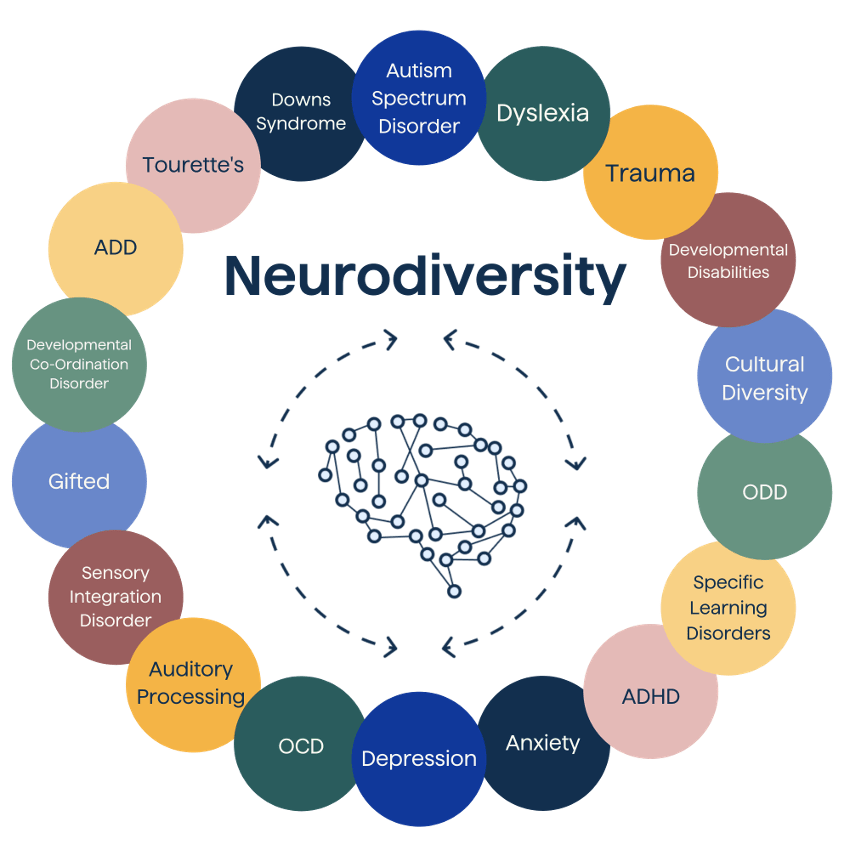 Neurodiversity
Autism
Spectrum
Disorder
Dyslexia
Trauma
Developmental
Disabilities
Cultural
Diversity
ODD
Specific
Learning
Disorders
ADHD
Anxiety
Depression
OCD
Auditory
Processing
Sensory
Integration
Disorder
Gifted
Developmental
Co-Ordination
Disorder
ADD
Tourette's
Downs
Syndrome